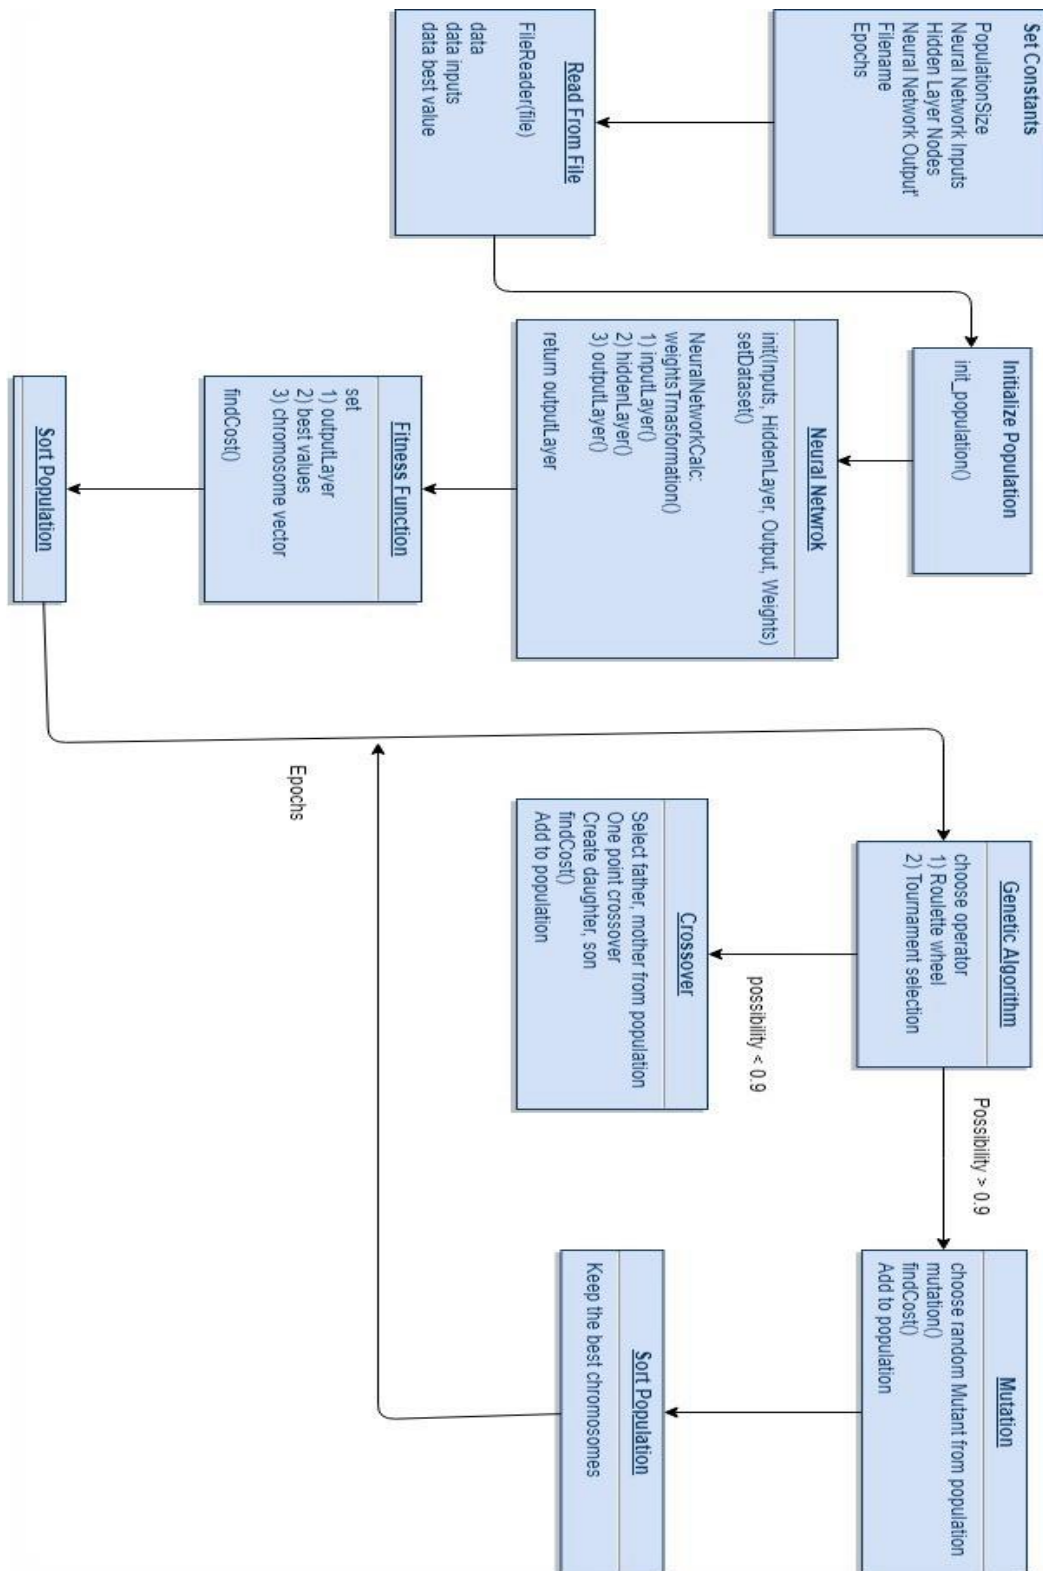 Set Constants
PopulationSize
Neural Network Inputs
Hidden Layer Nodes
Neural Network Output"
Filename
Epochs
Read From File
FileReader(file)
data
data inputs
data best value
Initialize Population
init_population()
Neural Netwrok
init(Inputs, HiddenLayer, Output, Weights)
setDataset()
NeuralNetworkCalc:
weightsTrnasformation()
1) inputLayer()
2) hiddenLayer()
3) outputLayer()
return outputLayer
Fitness Function
set
1) outputLayer
2) best values
3) chromosome vector
findCost()
Sort Population
Genetic Algorithm
choose operator
1) Roulette wheel
2) Tournament selection
possibility < 0.9
Crossover
Select father, mother from population
One point crossover
Create daughter, son
findCost()
Add to population
Possibility > 0.9
Mutation
choose random Mutant from population
mutation()
findCost()
Add to population
Sort Population
Keep the best chromosomes
Epochs